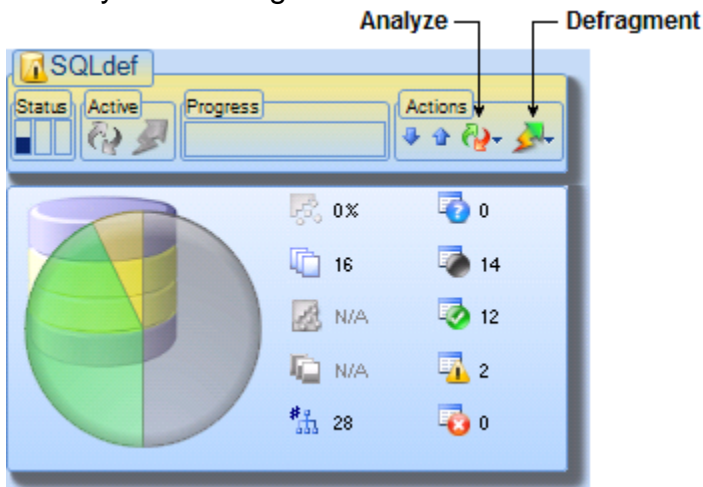 Analyze Defragment
SQLdef
Status Active Progress Actions
0% 0
16 14
N/A 12
N/A 2
# 28 0